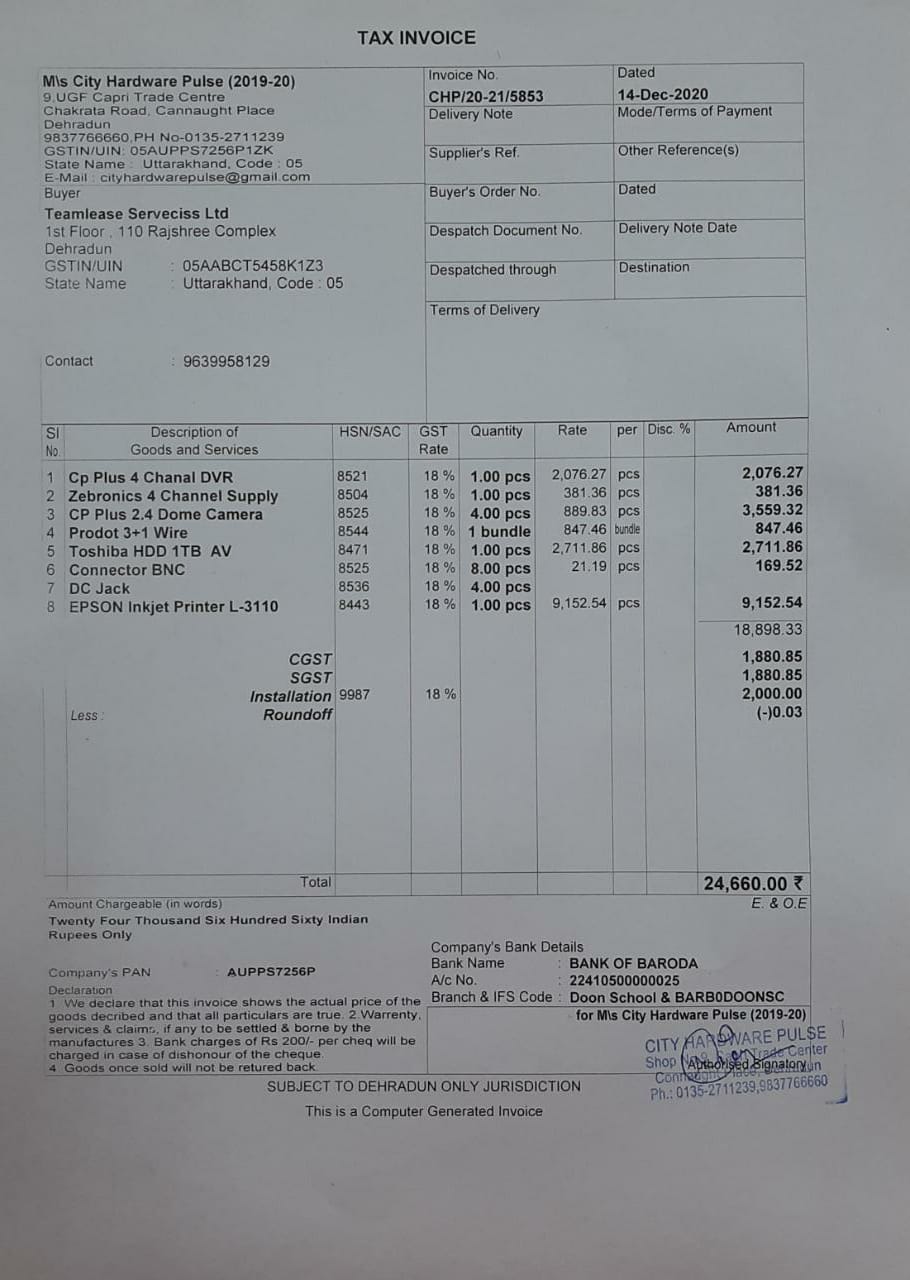 TAX INVOICE
M\s City Hardware Pulse (2019-20)
9,UGF Capri Trade Centre
Chakrata Road, Cannaught Place
Dehradun
9837766660,PH No-0135-2711239
GSTIN/UIN: 05AUPPS7256P1ZK
State Name : Uttarakhand, Code : 05
E-Mail : cityhardwarepulse@gmail.com
Invoice No.
CHP/20-21/5853
Dated
14-Dec-2020
Delivery Note
Mode/Terms of Payment
Supplier's Ref.
Other Reference(s)
Buyer
Teamlease Serveciss Ltd
1st Floor , 110 Rajshree Complex
Dehradun
GSTIN/UIN : 05AABCT5458K1Z3
State Name : Uttarakhand, Code : 05
Contact : 9639958129
Buyer's Order No.
Dated
Despatch Document No.
Delivery Note Date
Despatched through
Destination
Terms of Delivery
Sl No. Description of Goods and Services HSN/SAC GST Rate Quantity Rate per Disc. % Amount
1 Cp Plus 4 Chanal DVR 8521 18 % 1.00 pcs 2,076.27 pcs 2,076.27
2 Zebronics 4 Channel Supply 8504 18 % 1.00 pcs 381.36 pcs 381.36
3 CP Plus 2.4 Dome Camera 8525 18 % 4.00 pcs 889.83 pcs 3,559.32
4 Prodot 3+1 Wire 8544 18 % 1 bundle 847.46 bundle 847.46
5 Toshiba HDD 1TB AV 8471 18 % 1.00 pcs 2,711.86 pcs 2,711.86
6 Connector BNC 8525 18 % 8.00 pcs 21.19 pcs 169.52
7 DC Jack 8536 18 % 4.00 pcs
8 EPSON Inkjet Printer L-3110 8443 18 % 1.00 pcs 9,152.54 pcs 9,152.54
18,898.33
CGST 1,880.85
SGST 1,880.85
Installation 9987 18 % 2,000.00
Less : Roundoff (-)0.03
Total 24,660.00 ₹
Amount Chargeable (in words) E. & O.E
Twenty Four Thousand Six Hundred Sixty Indian
Rupees Only
Company's PAN : AUPPS7256P
Declaration
1 We declare that this invoice shows the actual price of the
goods decribed and that all particulars are true. 2.Warrenty,
services & claims, if any to be settled & borne by the
manufactures 3. Bank charges of Rs 200/- per cheq will be
charged in case of dishonour of the cheque.
4 Goods once sold will not be retured back.
Company's Bank Details
Bank Name : BANK OF BARODA
A/c No. : 22410500000025
Branch & IFS Code : Doon School & BARB0DOONSC
for M\s City Hardware Pulse (2019-20)
CITY HARDWARE PULSE
Shop Trade Center
Authorised Signatory
Ph.: 0135-2711239,9837766660
SUBJECT TO DEHRADUN ONLY JURISDICTION
This is a Computer Generated Invoice